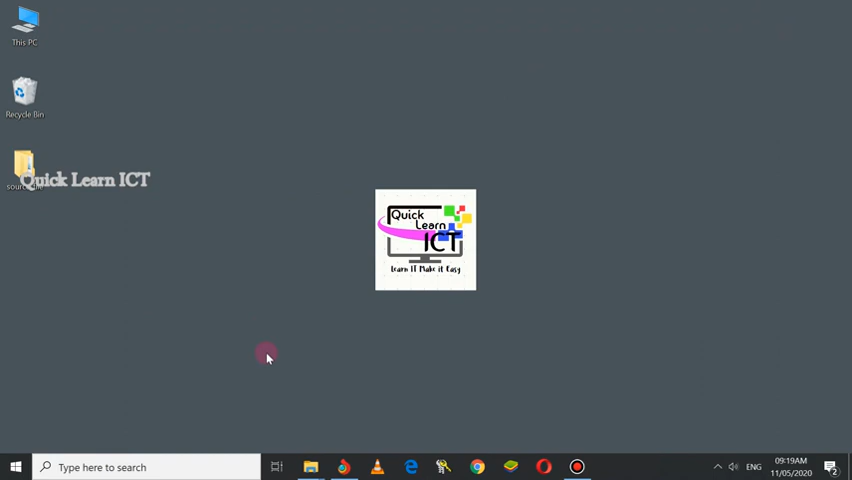 This PC
Recycle Bin
Quick Learn ICT
Quick
Learn
ICT
Learn IT Make it Easy
Type here to search
ENG
09:19AM
11/05/2020
2